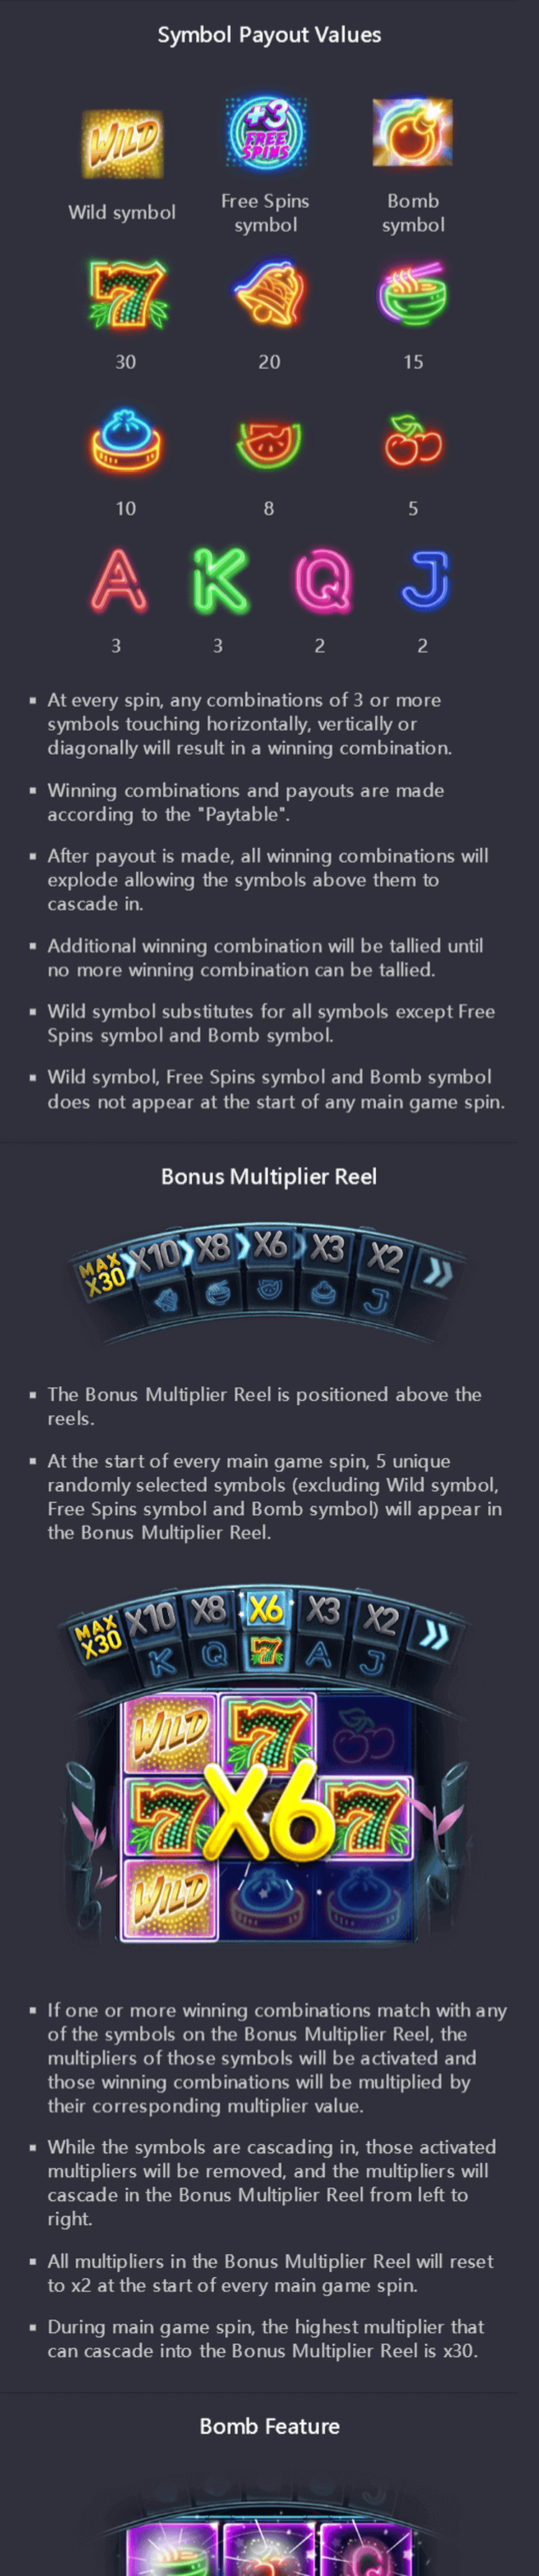 Symbol Payout Values
WILD
+3
FREE
SPINS
Wild symbol
Free Spins
symbol
Bomb
symbol
7
30
20
15
10
8
5
A K Q J
3 3 2 2
▪ At every spin, any combinations of 3 or more
symbols touching horizontally, vertically or
diagonally will result in a winning combination.
▪ Winning combinations and payouts are made
according to the "Paytable".
▪ After payout is made, all winning combinations will
explode allowing the symbols above them to
cascade in.
▪ Additional winning combination will be tallied until
no more winning combination can be tallied.
▪ Wild symbol substitutes for all symbols except Free
Spins symbol and Bomb symbol.
▪ Wild symbol, Free Spins symbol and Bomb symbol
does not appear at the start of any main game spin.
Bonus Multiplier Reel
MAX
X30
X10 X8 X6 X3 X2
J
▪ The Bonus Multiplier Reel is positioned above the
reels.
▪ At the start of every main game spin, 5 unique
randomly selected symbols (excluding Wild symbol,
Free Spins symbol and Bomb symbol) will appear in
the Bonus Multiplier Reel.
MAX
X30
X10 X8 X6 X3 X2
K Q 7 A J
WILD 7
7 X6 7
WILD
▪ If one or more winning combinations match with any
of the symbols on the Bonus Multiplier Reel, the
multipliers of those symbols will be activated and
those winning combinations will be multiplied by
their corresponding multiplier value.
▪ While the symbols are cascading in, those activated
multipliers will be removed, and the multipliers will
cascade in the Bonus Multiplier Reel from left to
right.
▪ All multipliers in the Bonus Multiplier Reel will reset
to x2 at the start of every main game spin.
▪ During main game spin, the highest multiplier that
can cascade into the Bonus Multiplier Reel is x30.
Bomb Feature